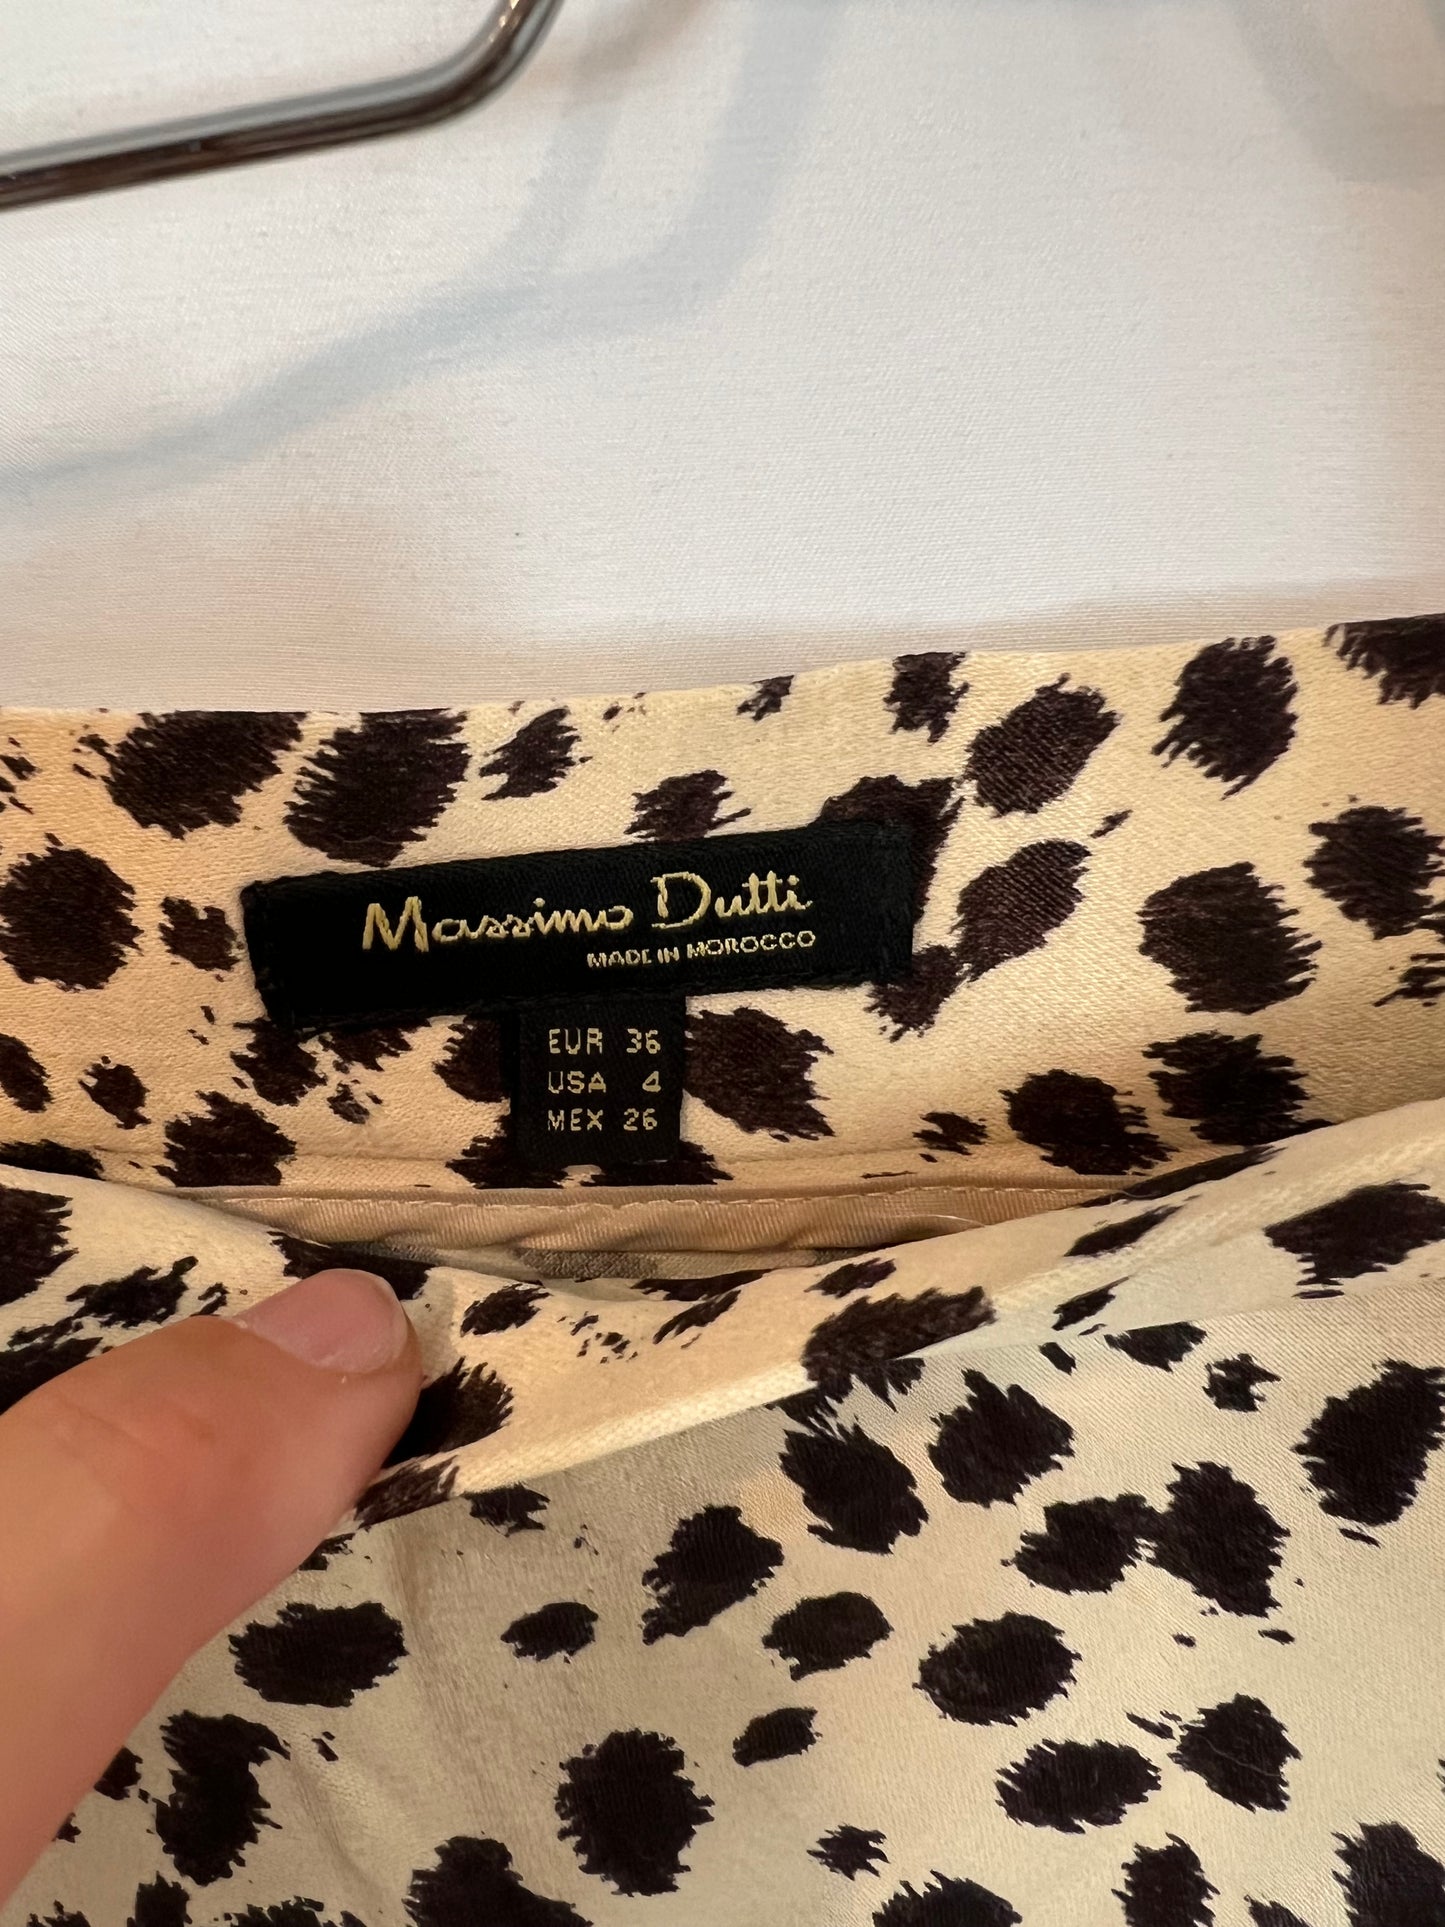 Massimo Dutti
MADE IN MOROCCO
EUR 36
USA 4
MEX 26